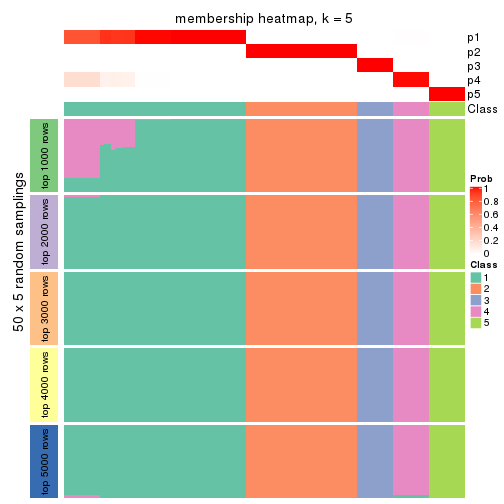 membership heatmap, k = 5
p1
p2
p3
p4
p5
Class
50 x 5 random samplings
top 1000 rows
top 2000 rows
top 3000 rows
top 4000 rows
top 5000 rows
Prob
1
0.8
0.6
0.4
0.2
0
Class
1
2
3
4
5